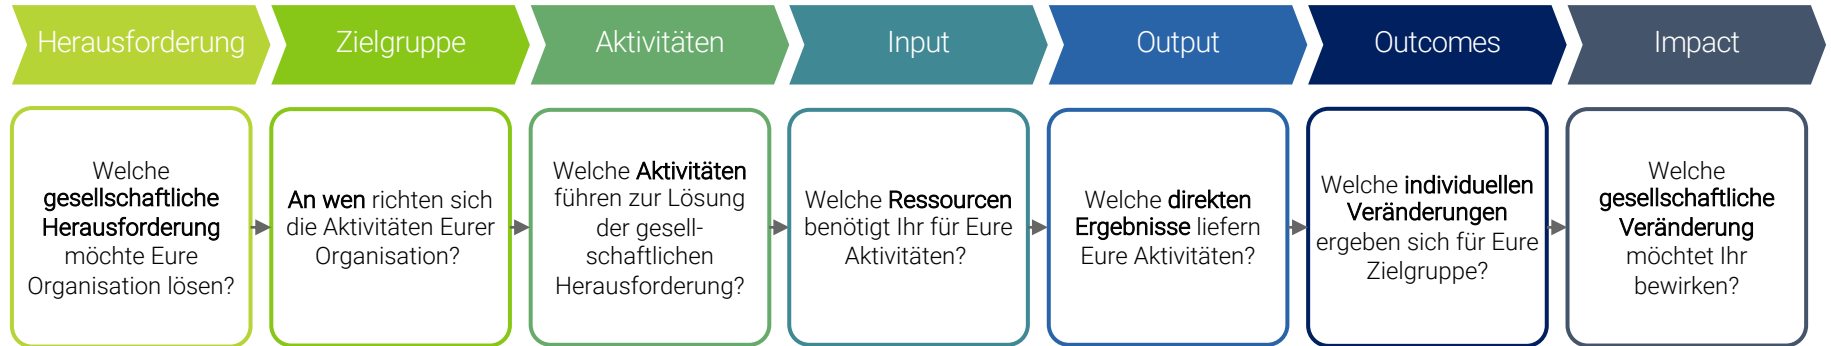 Herausforderung
Zielgruppe
Aktivitäten
Input
Output
Outcomes
Impact
Welche
gesellschaftliche
Herausforderung
möchte Eure
Organisation lösen?
An wen richten sich
die Aktivitäten Eurer
Organisation?
Welche Aktivitäten
führen zur Lösung
der gesell-
schaftlichen
Herausforderung?
Welche Ressourcen
benötigt Ihr für Eure
Aktivitäten?
Welche direkten
Ergebnisse liefern
Eure Aktivitäten?
Welche individuellen
Veränderungen
ergeben sich für Eure
Zielgruppe?
Welche
gesellschaftliche
Veränderung
möchtet Ihr
bewirken?